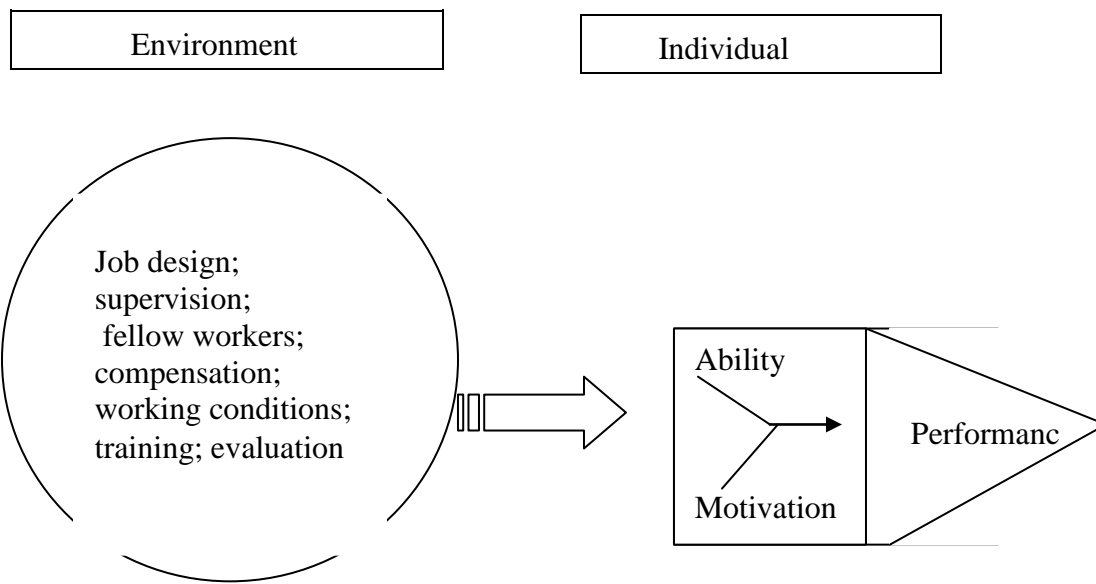 Environment
Individual
Job design;
supervision;
fellow workers;
compensation;
working conditions;
training; evaluation
Ability
Motivation
Performanc